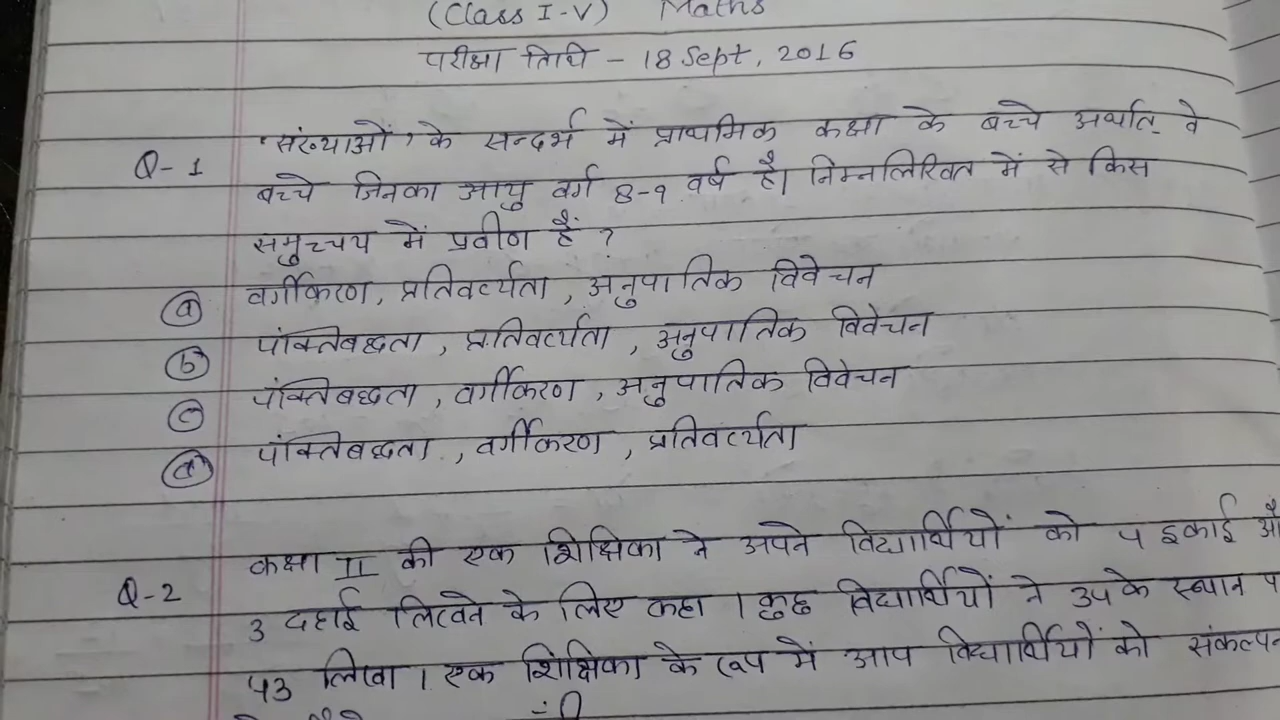 (Class I-V) Maths
परीक्षा तिथि - 18 Sept, 2016
Q-1 'संख्याओं' के सन्दर्भ में प्राथमिक कक्षा के बच्चे अर्थात् वे
बच्चे जिनका आयु वर्ग 8-9 वर्ष है। निम्नलिखित में से किस
समुच्चय में प्रवीण हैं ?
(a) वर्गीकरण, प्रतिवर्त्यता, अनुपातिक विवेचन
(b) पंक्तिबद्धता, प्रतिवर्त्यता, अनुपातिक विवेचन
(c) पंक्तिबद्धता, वर्गीकरण, अनुपातिक विवेचन
(d) पंक्तिबद्धता, वर्गीकरण, प्रतिवर्त्यता
Q-2 कक्षा II की एक शिक्षिका ने अपने विद्यार्थियों को 5 इकाई
3 दहाई लिखने के लिए कहा। कुछ विद्यार्थियों ने 35 के स्थान
53 लिखा। एक शिक्षिका के रूप में आप विद्यार्थियों को